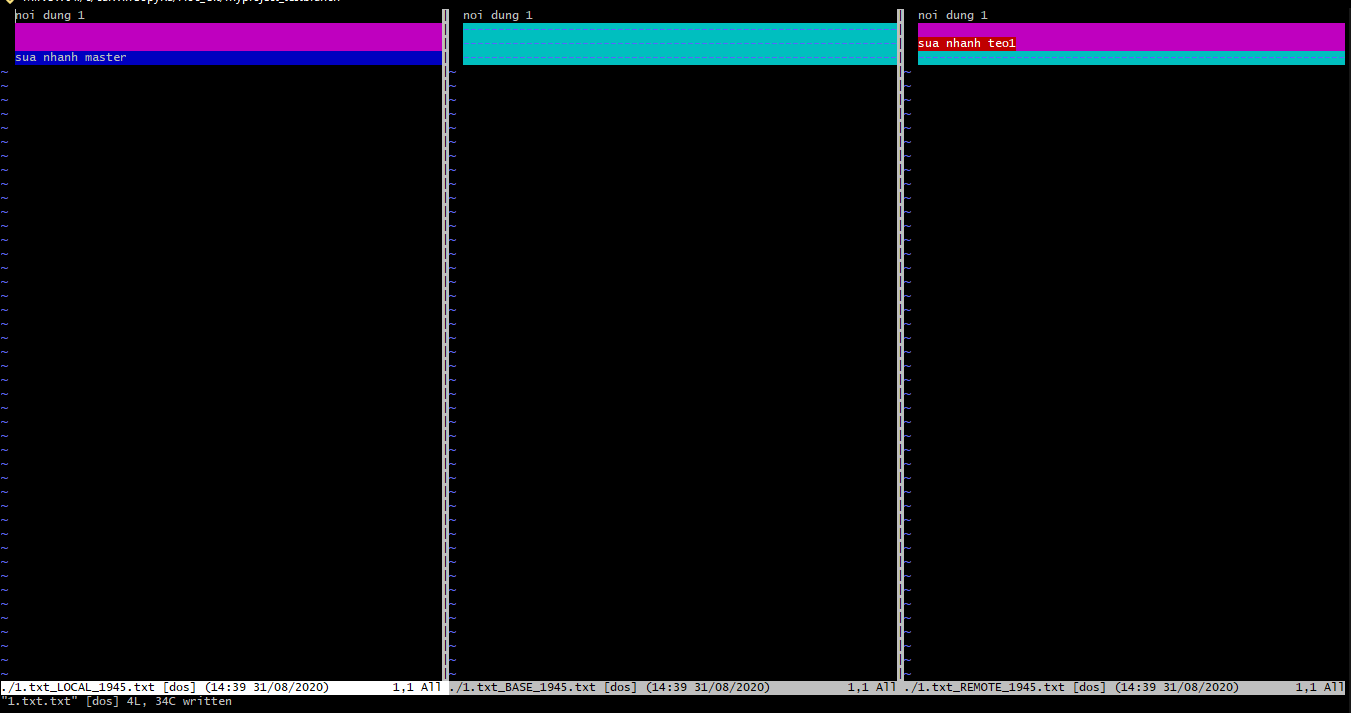 noi dung 1
sua nhanh master
noi dung 1
noi dung 1
sua nhanh teo1
./1.txt_LOCAL_1945.txt [dos] (14:39 31/08/2020) 1,1 All
./1.txt_BASE_1945.txt [dos] (14:39 31/08/2020) 1,1 All
./1.txt_REMOTE_1945.txt [dos] (14:39 31/08/2020) 1,1 All
"1.txt.txt" [dos] 4L, 34C written